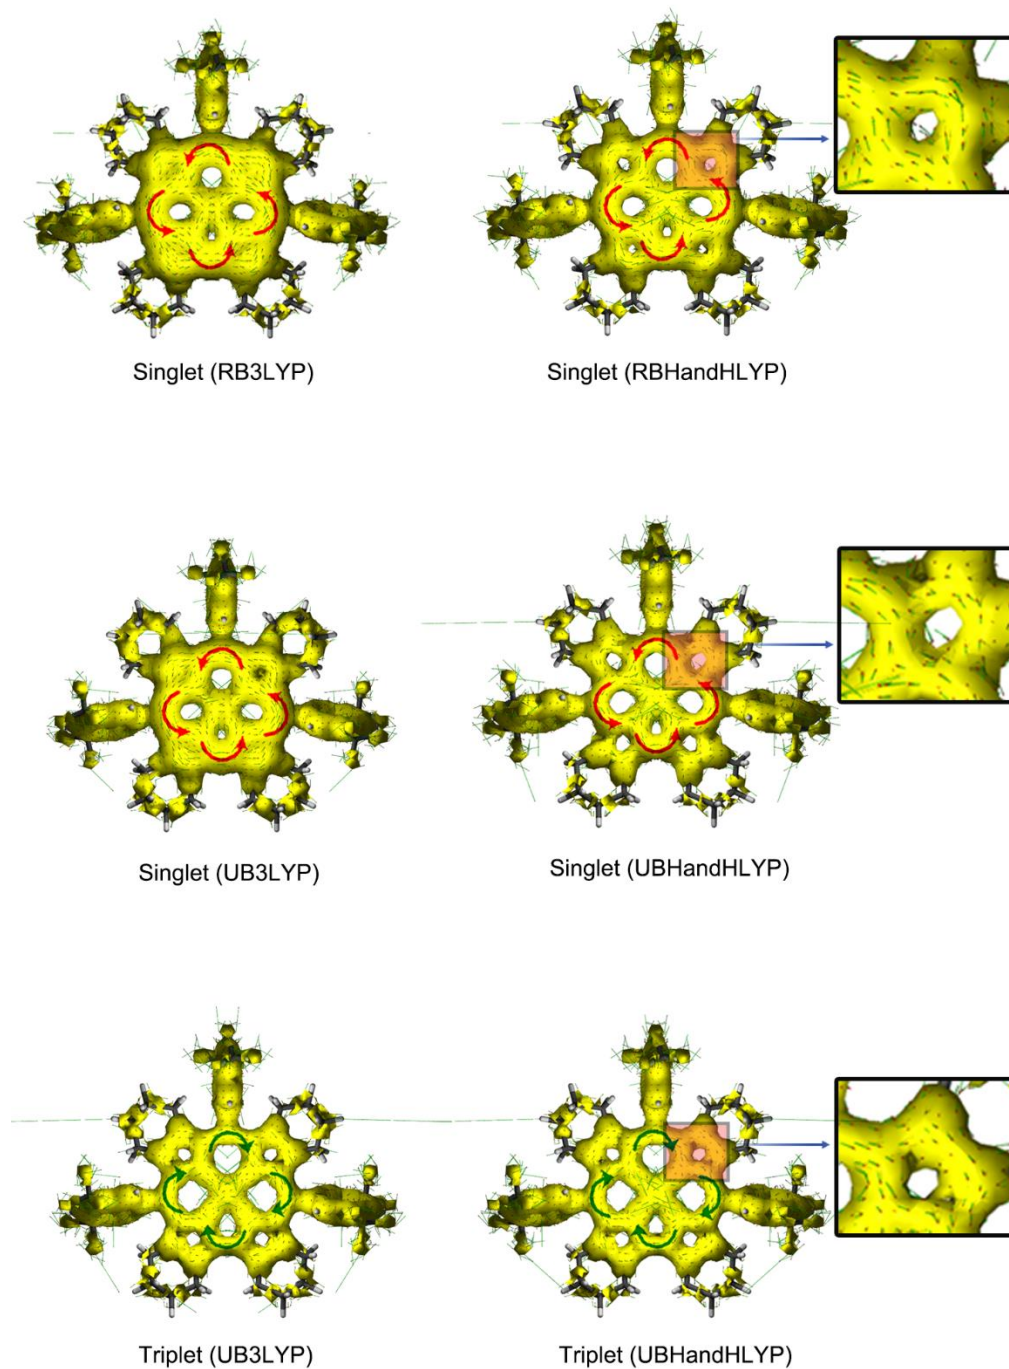 Singlet (RB3LYP)
Singlet (RBHandHLYP)
Singlet (UB3LYP)
Singlet (UBHandHLYP)
Triplet (UB3LYP)
Triplet (UBHandHLYP)